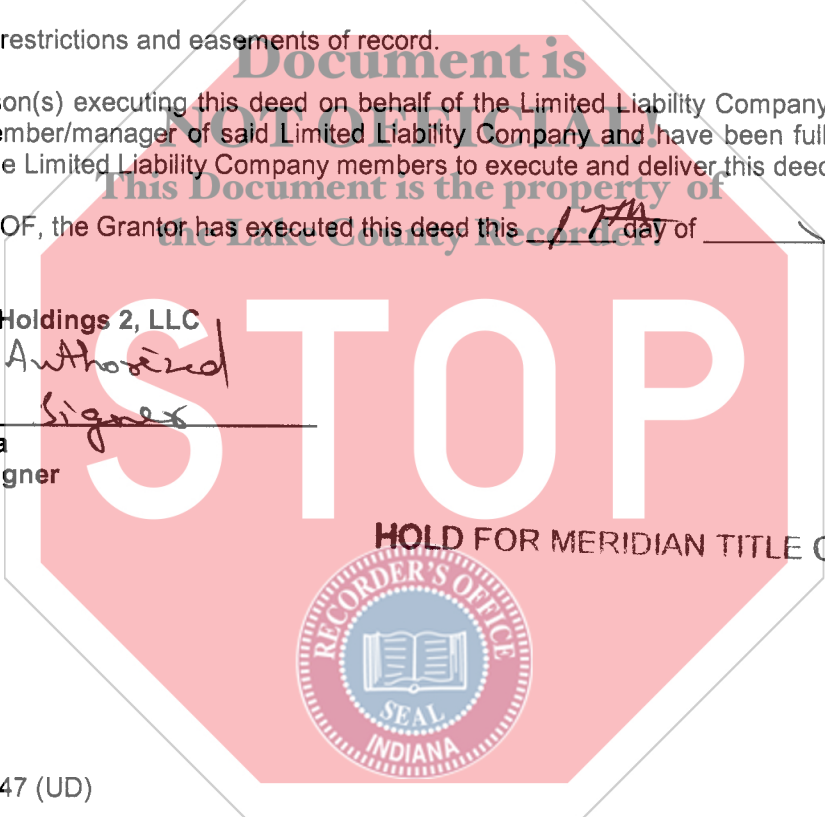 restrictions and easements of record.
Document is
son(s) executing this deed on behalf of the Limited Liability Company
NOT OFFICIAL!
mber/manager of said Limited Liability Company and have been full
e Limited Liability Company members to execute and deliver this deed
This Document is the property of
OF, the Grantor has executed this deed this 17th day of
the Lake County Recorder!
STOP
Holdings 2, LLC
Authorized
Signer
a
gner
HOLD FOR MERIDIAN TITLE C
RECORDER'S OFFICE
SEAL
INDIANA
47 (UD)